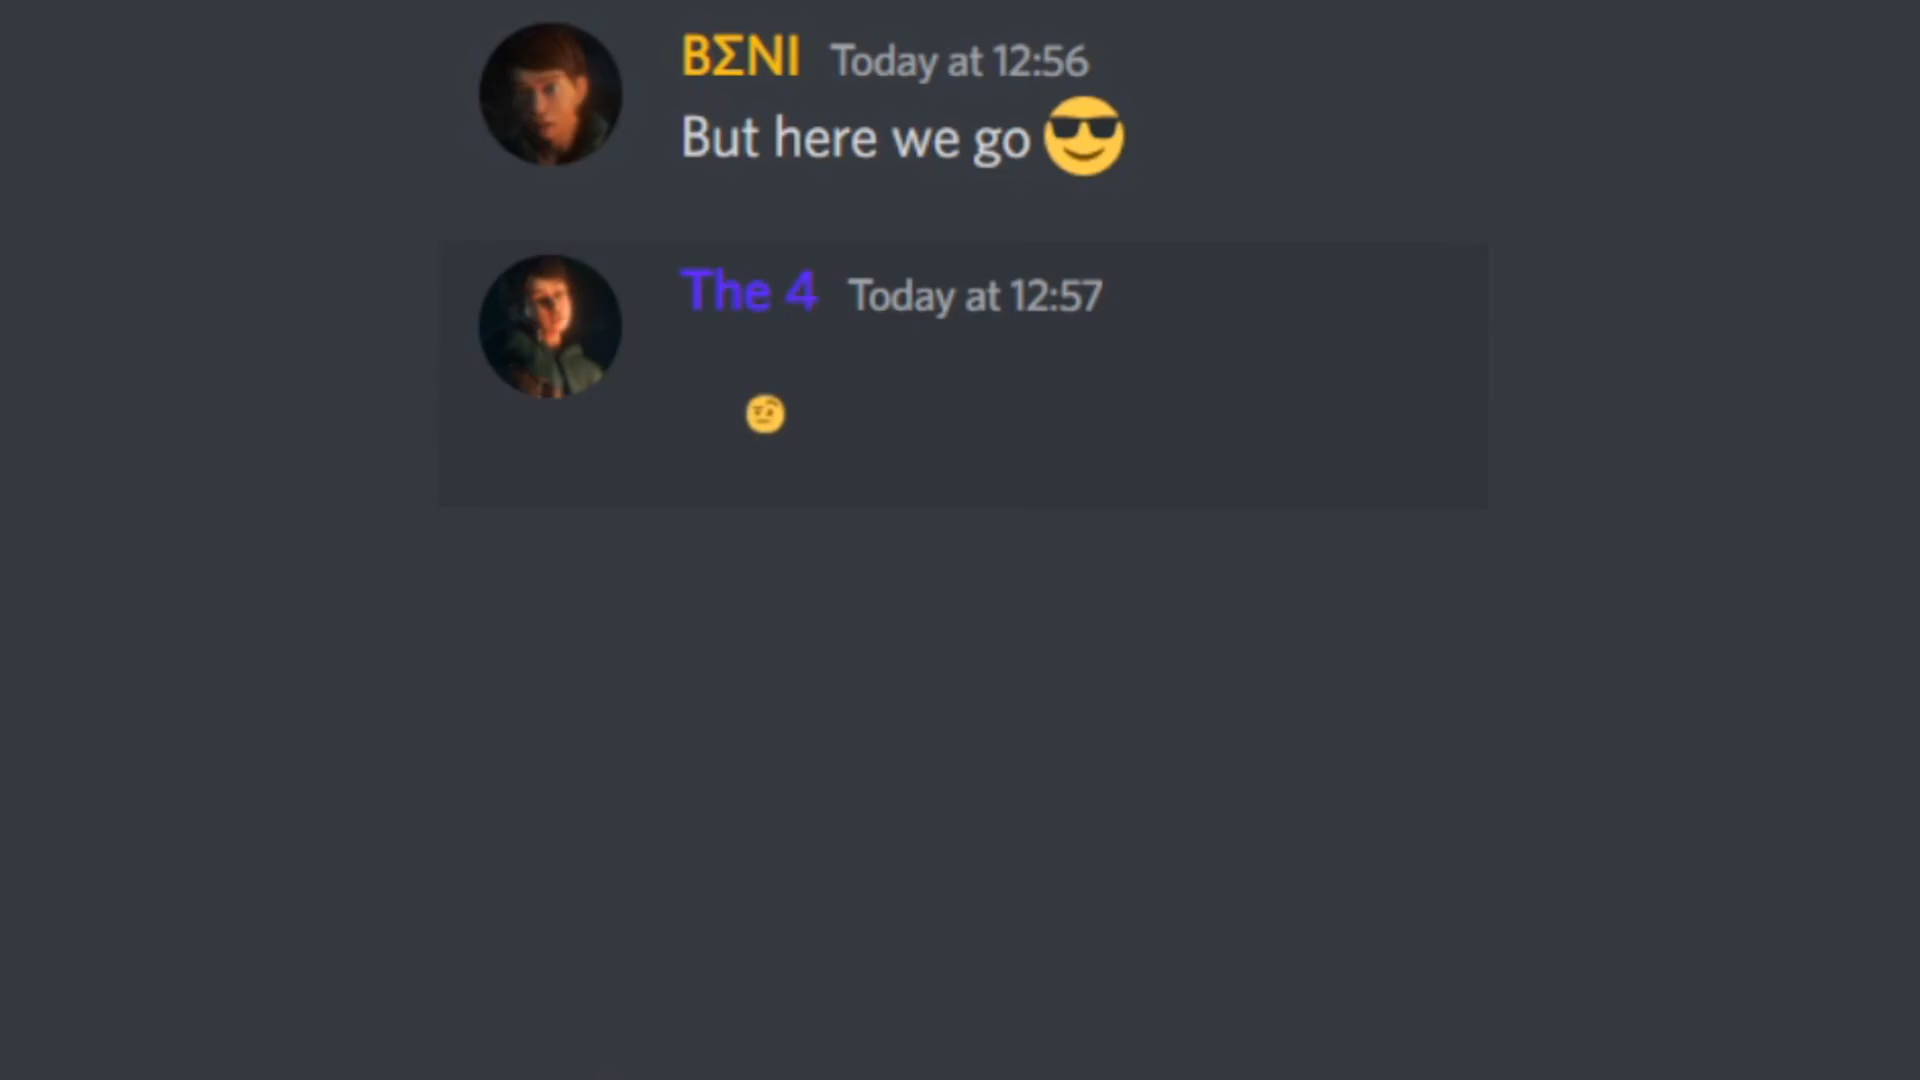 BΣNI Today at 12:56
But here we go 😎
The 4 Today at 12:57
🤨